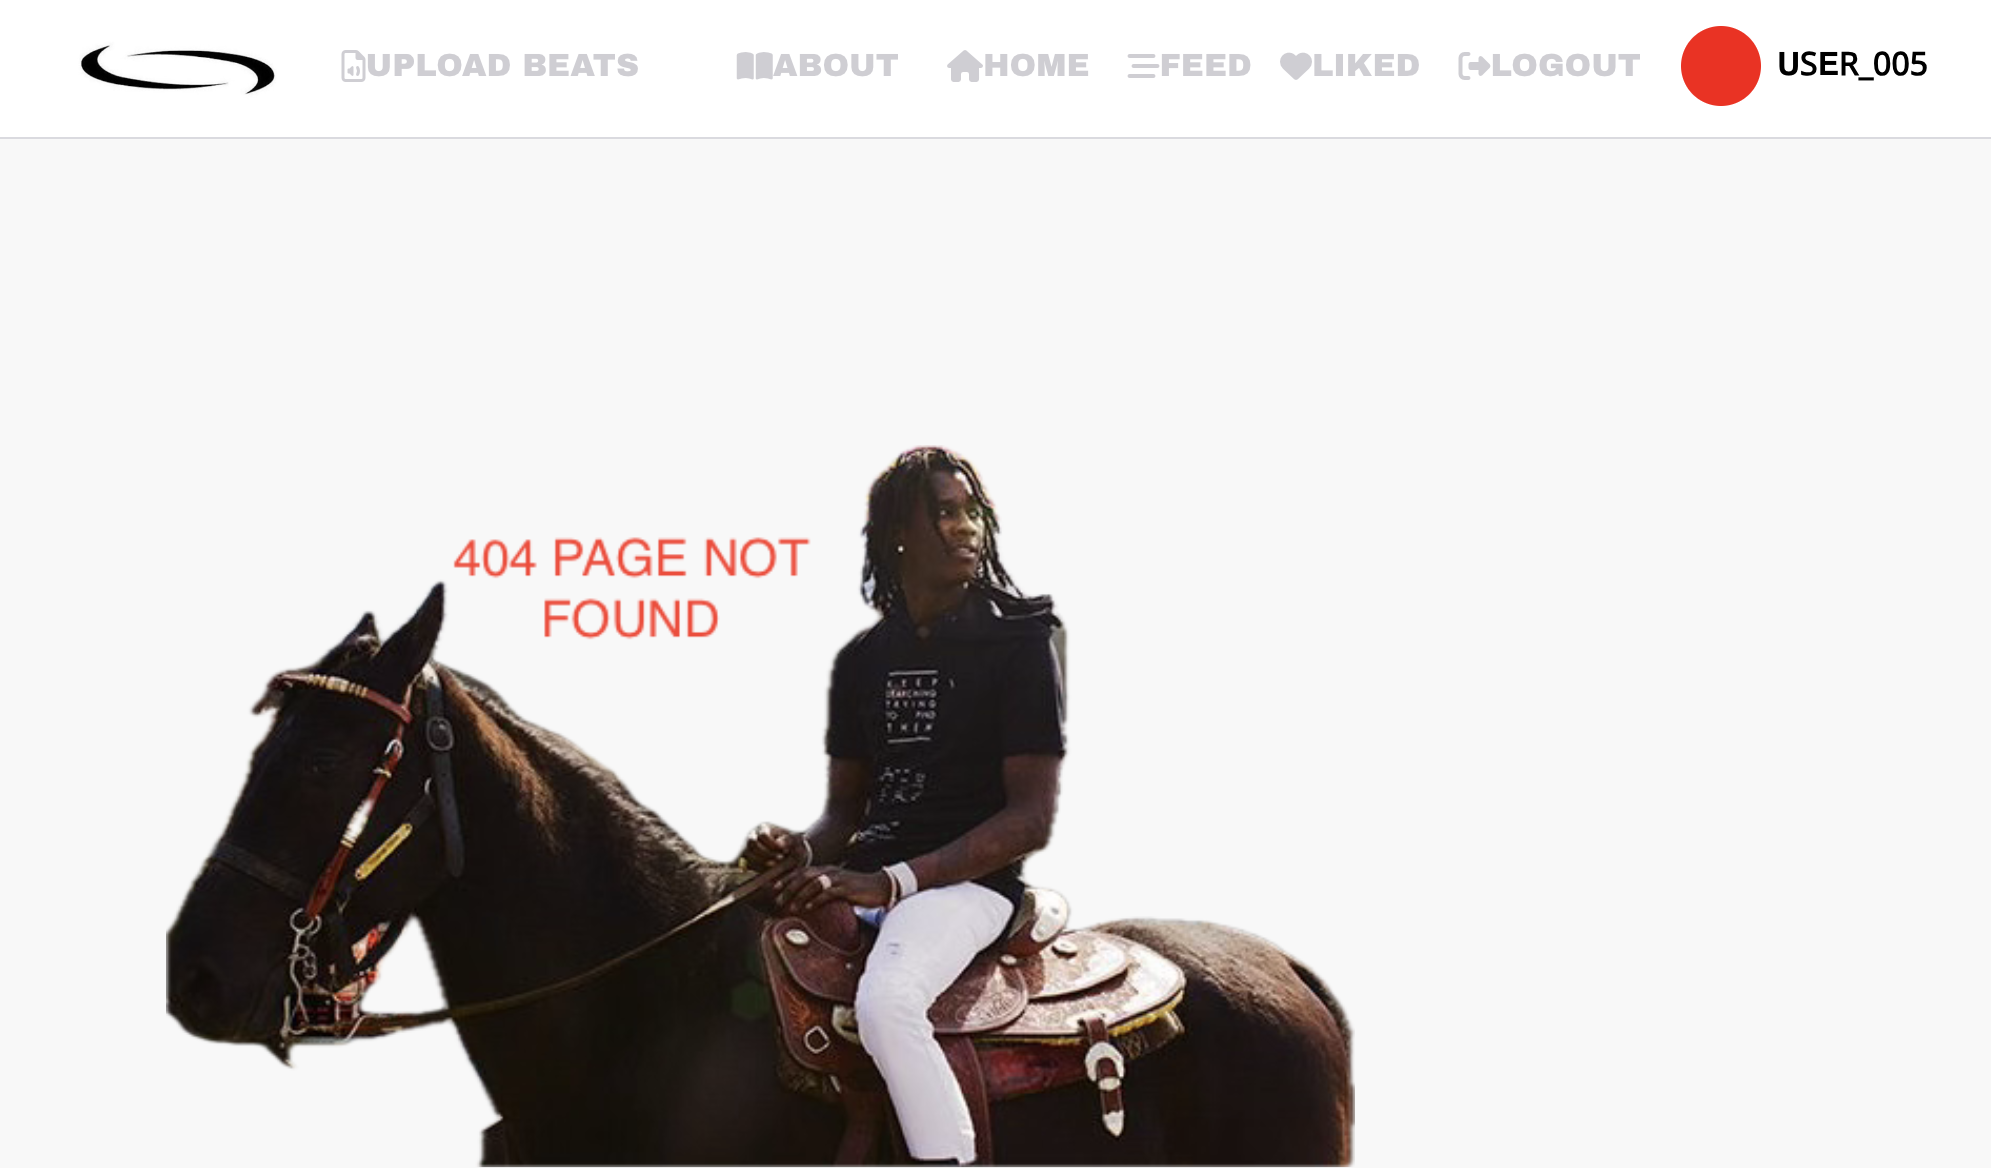 UPLOAD BEATS
ABOUT
HOME
FEED
LIKED
LOGOUT
USER_005
404 PAGE NOT
FOUND
KEEP
SEARCHING
TRYING
TO FIND
THEM